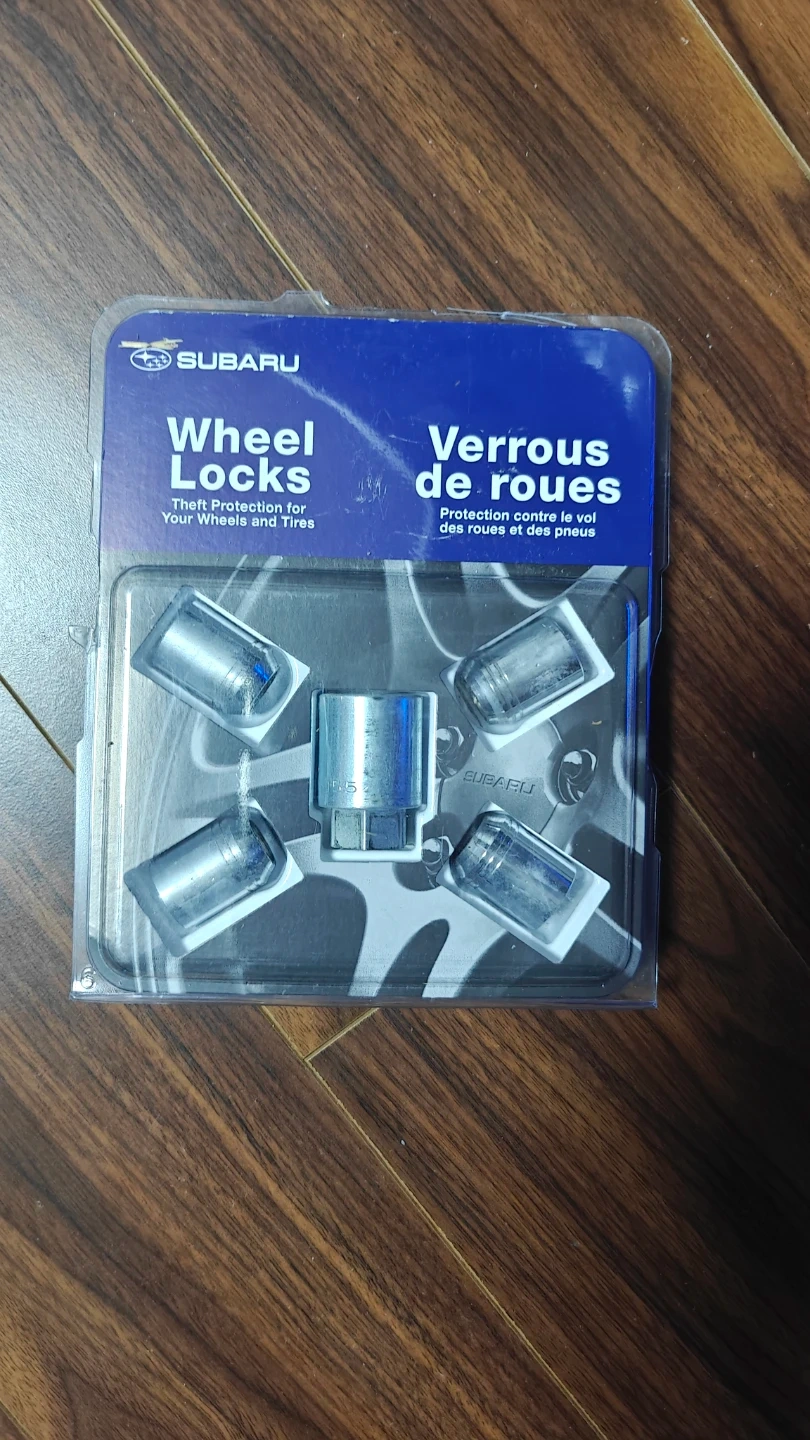 SUBARU
Wheel
Locks
Theft Protection for
Your Wheels and Tires
Verrous
de roues
Protection contre le vol
des roues et des pneus
SUBARU